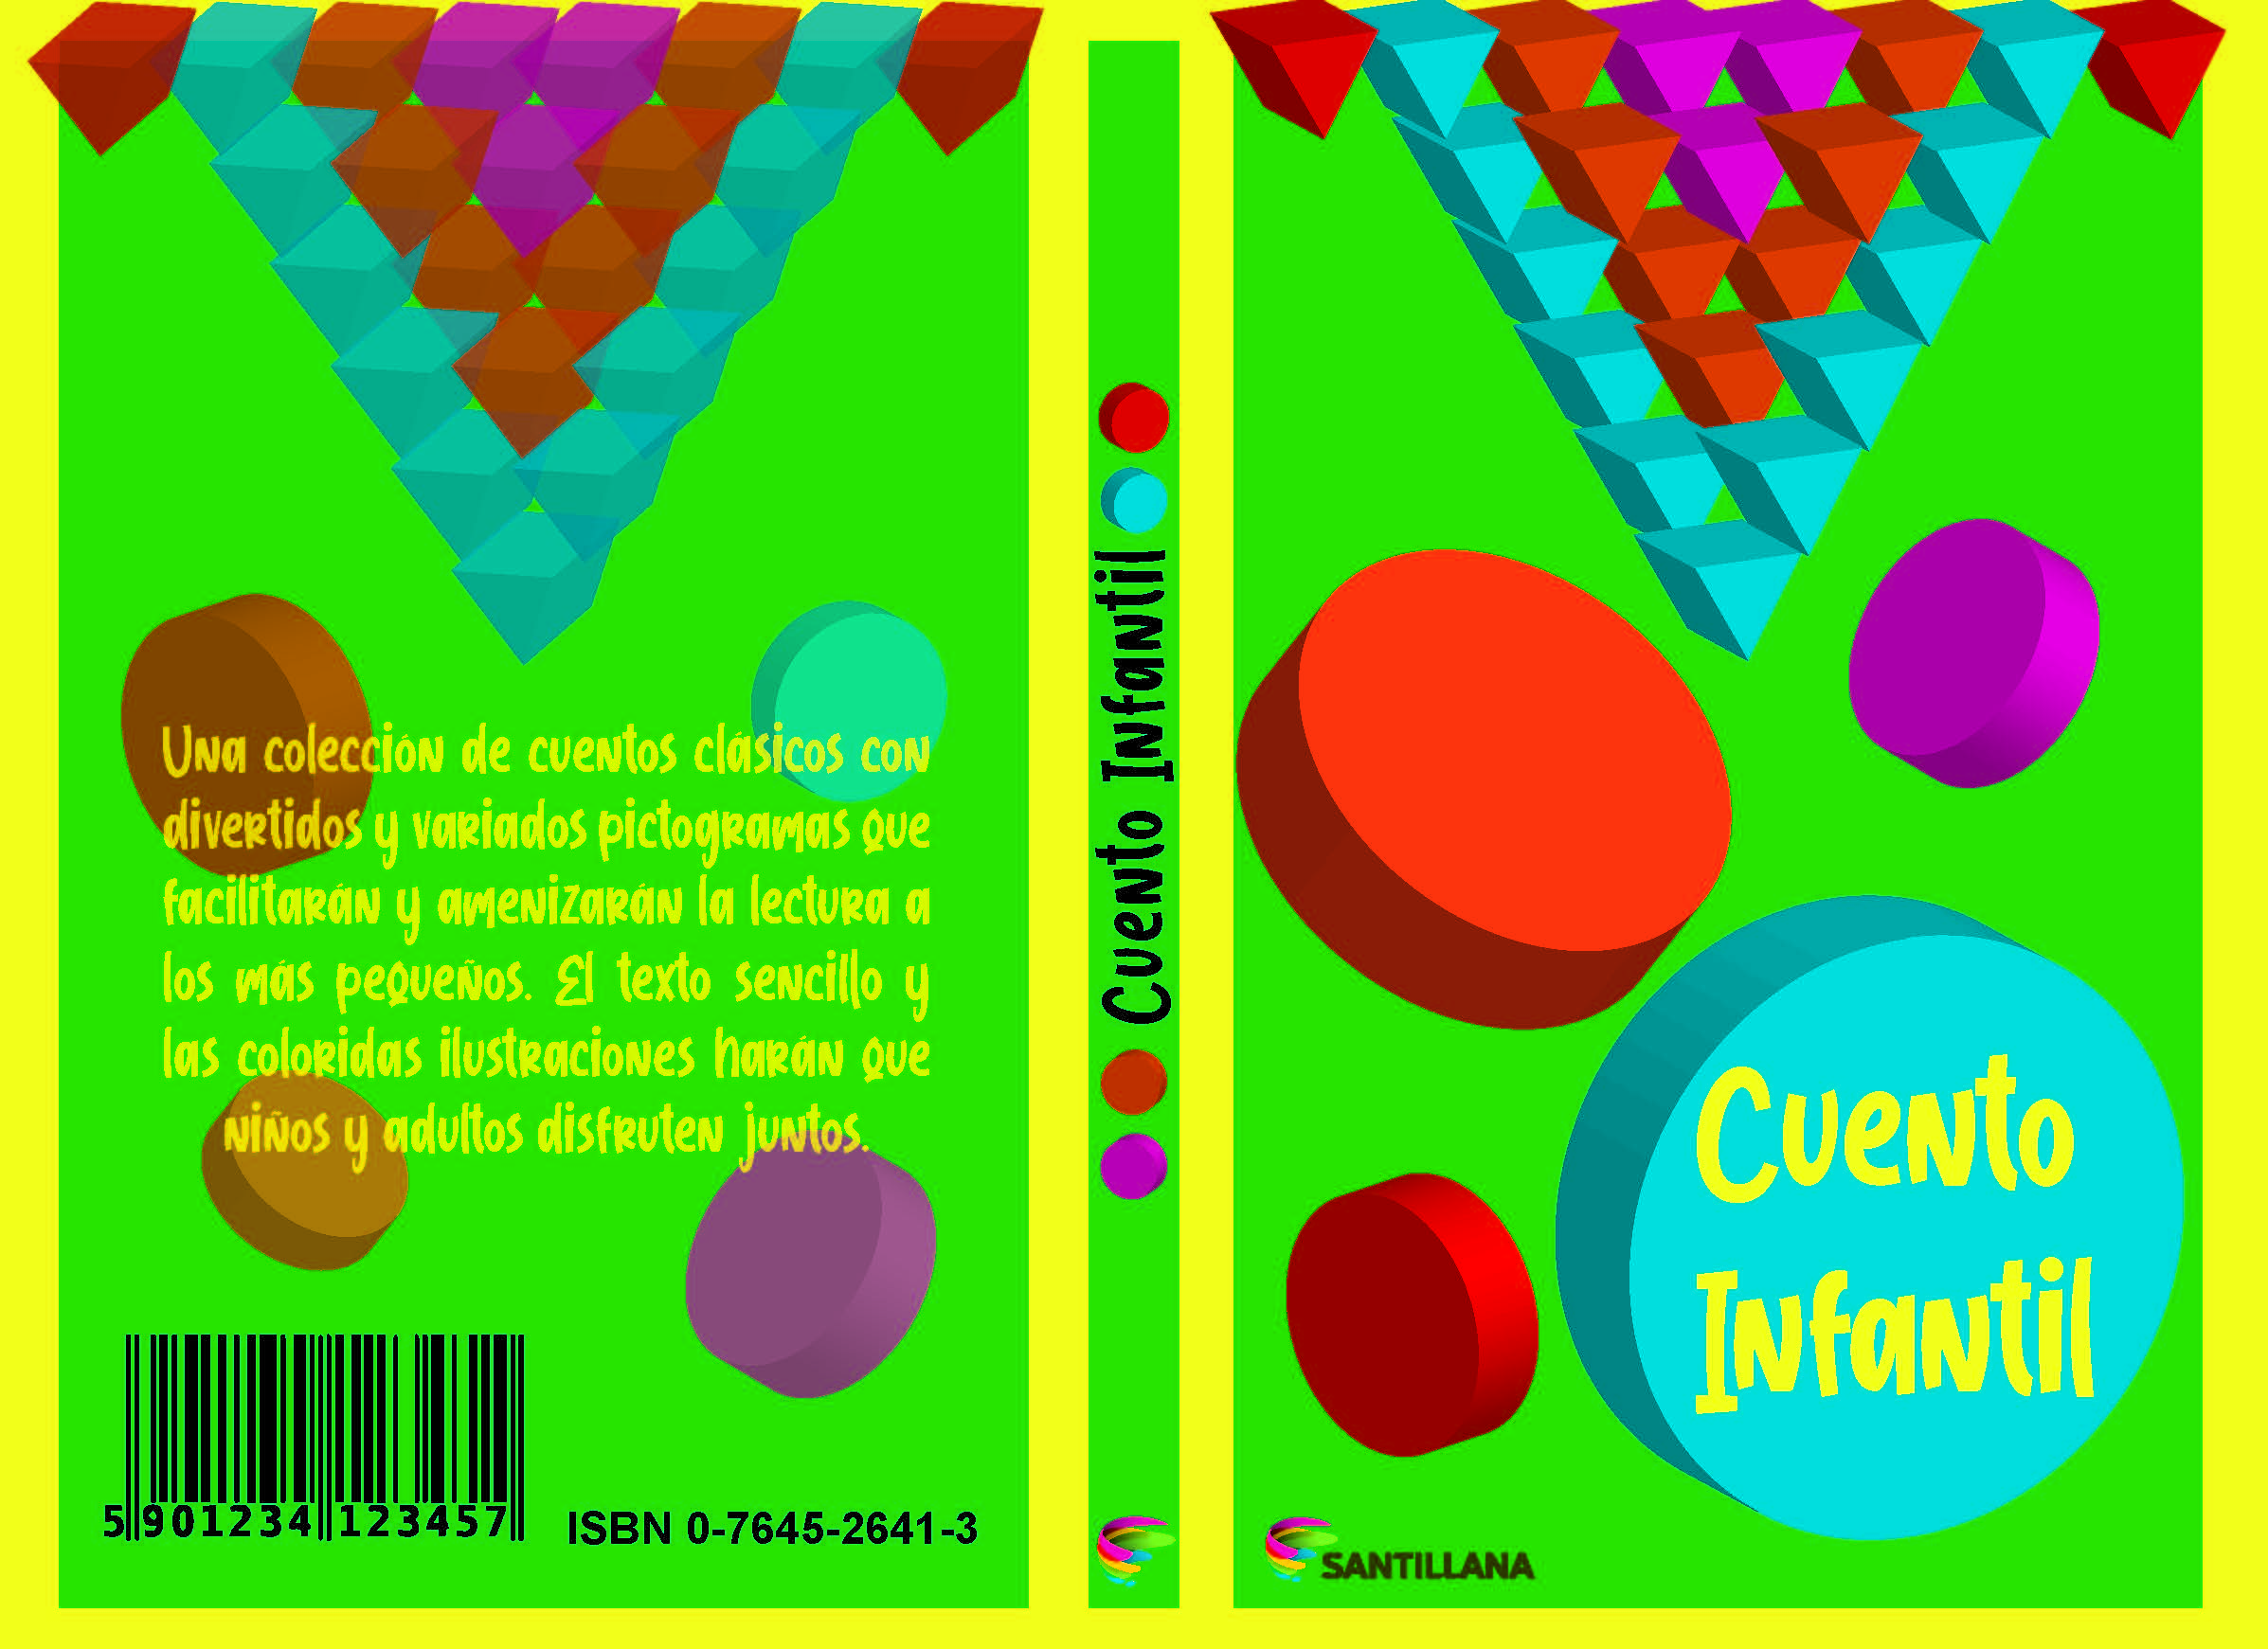 Una colección de cuentos clásicos con
divertidos y variados pictogramas que
facilitarán y amenizarán la lectura a
los más pequeños. El texto sencillo y
las coloridas ilustraciones harán que
niños y adultos disfruten juntos.
5 901234 123457
ISBN 0-7645-2641-3
Cuento Infantil
Cuento
Infantil
SANTILLANA